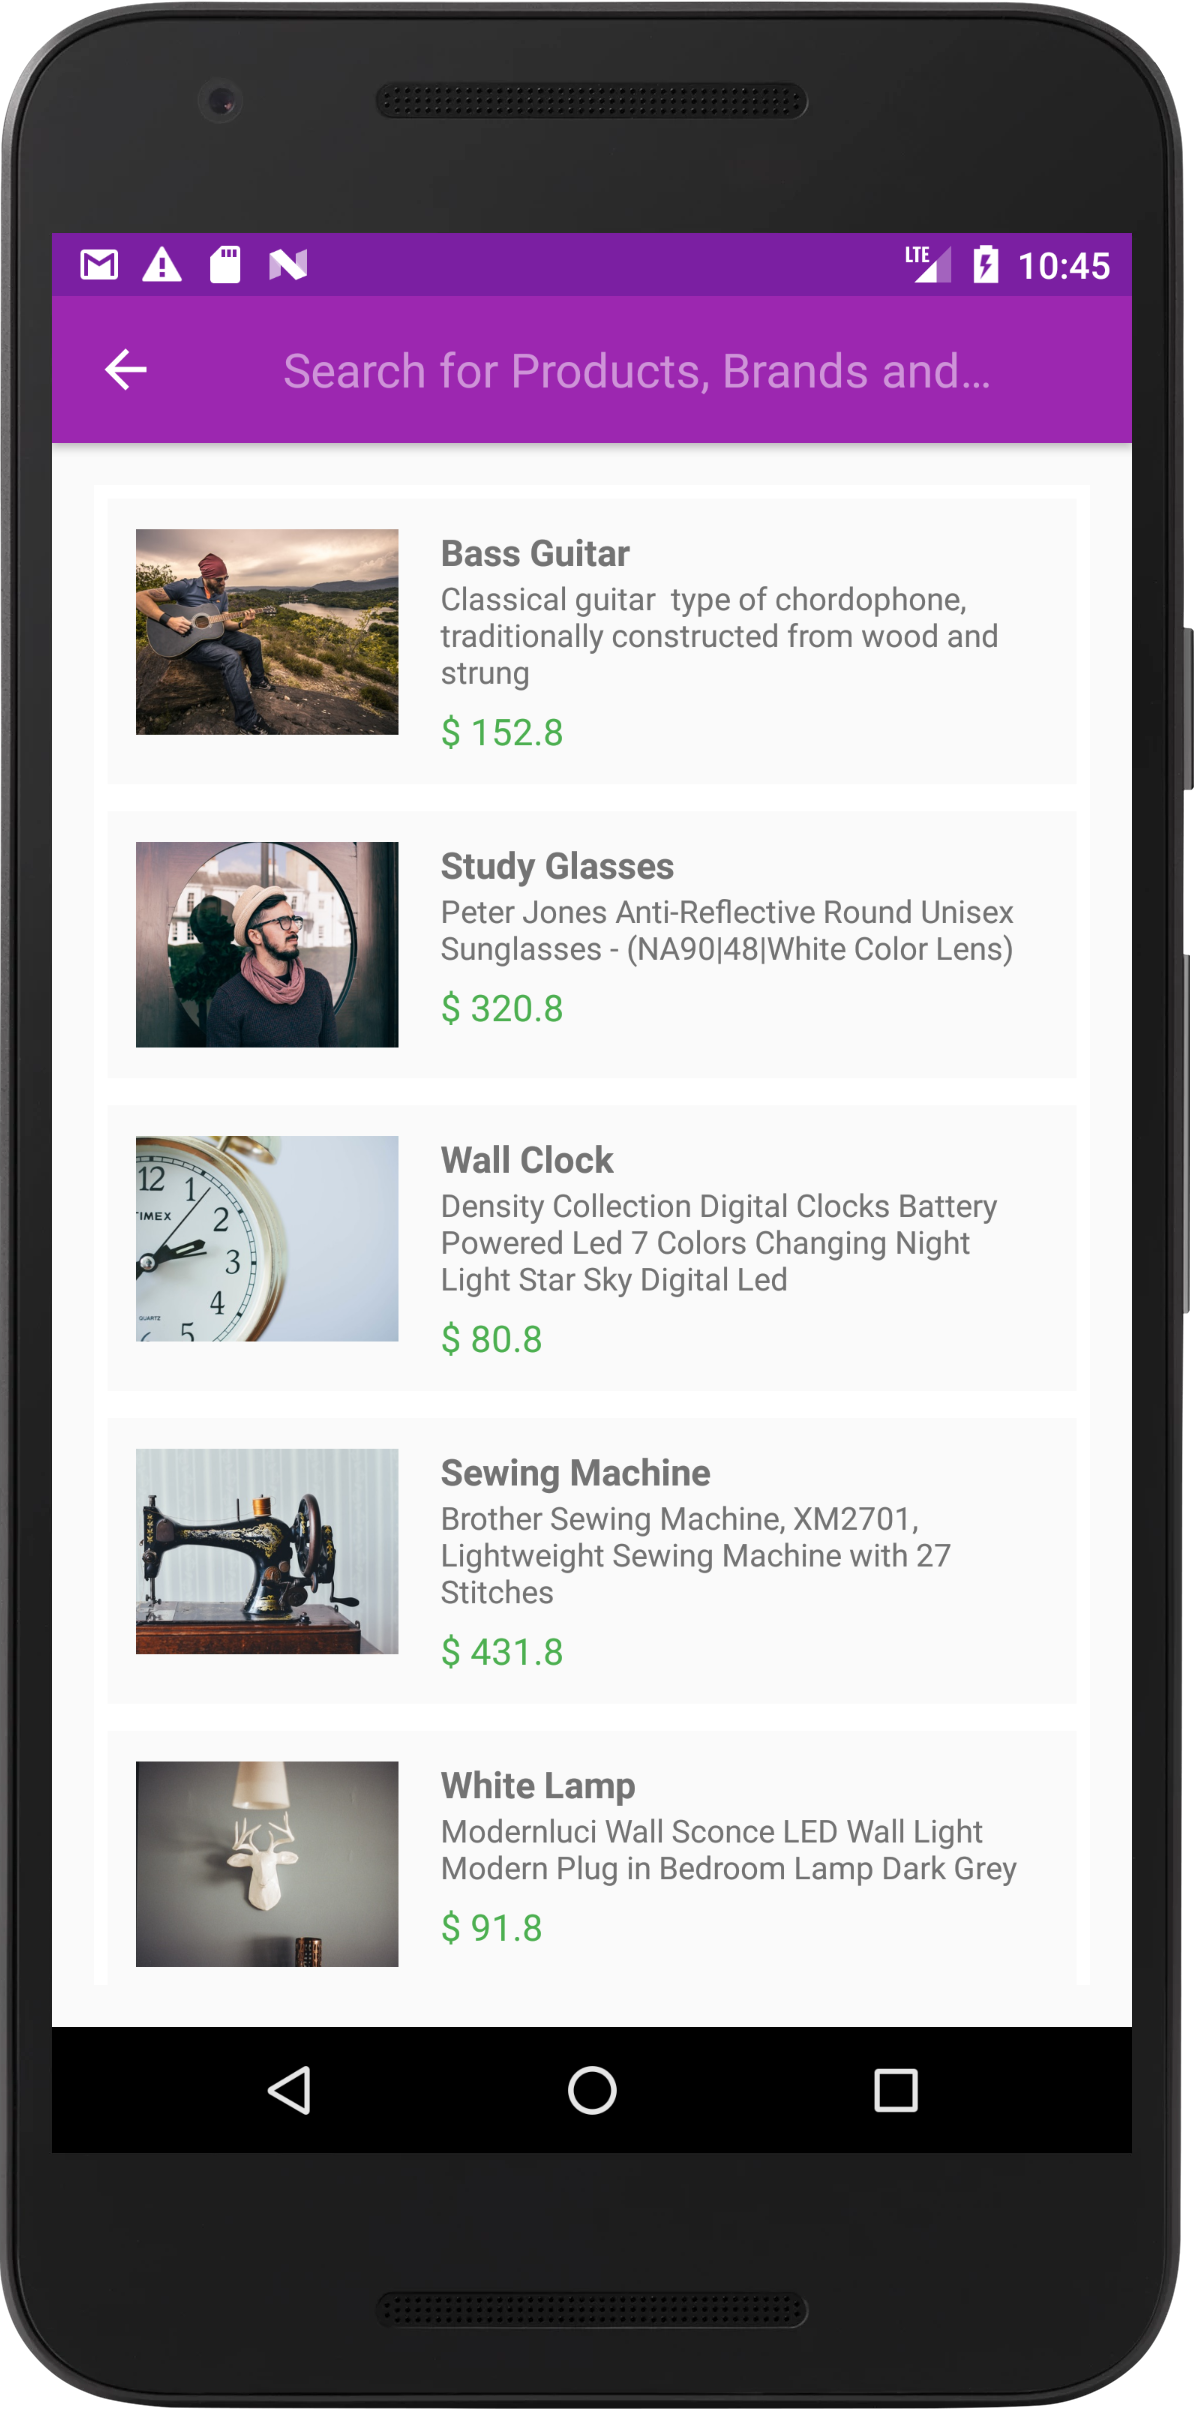 LTE 10:45
Search for Products, Brands and...
Bass Guitar
Classical guitar  type of chordophone,
traditionally constructed from wood and
strung
$ 152.8
Study Glasses
Peter Jones Anti-Reflective Round Unisex
Sunglasses - (NA90|48|White Color Lens)
$ 320.8
12
1
TIMEX
2
3
4
QUARTZ
5
6
Wall Clock
Density Collection Digital Clocks Battery
Powered Led 7 Colors Changing Night
Light Star Sky Digital Led
$ 80.8
Sewing Machine
Brother Sewing Machine, XM2701,
Lightweight Sewing Machine with 27
Stitches
$ 431.8
White Lamp
Modernluci Wall Sconce LED Wall Light
Modern Plug in Bedroom Lamp Dark Grey
$ 91.8